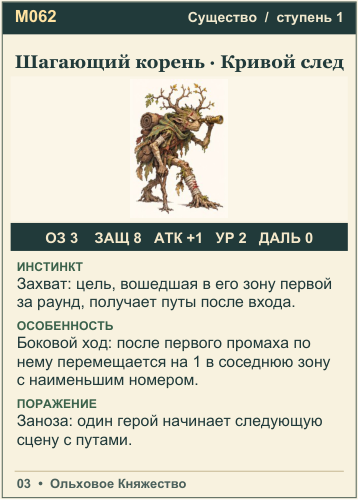 M062 Существо / ступень 1
Шагающий корень · Кривой след
ОЗ 3 ЗАЩ 8 АТК +1 УР 2 ДАЛЬ 0
ИНСТИНКТ
Захват: цель, вошедшая в его зону первой
за раунд, получает путы после входа.
ОСОБЕННОСТЬ
Боковой ход: после первого промаха по
нему перемещается на 1 в соседнюю зону
с наименьшим номером.
ПОРАЖЕНИЕ
Заноза: один герой начинает следующую
сцену с путами.
03 • Ольховое Княжество